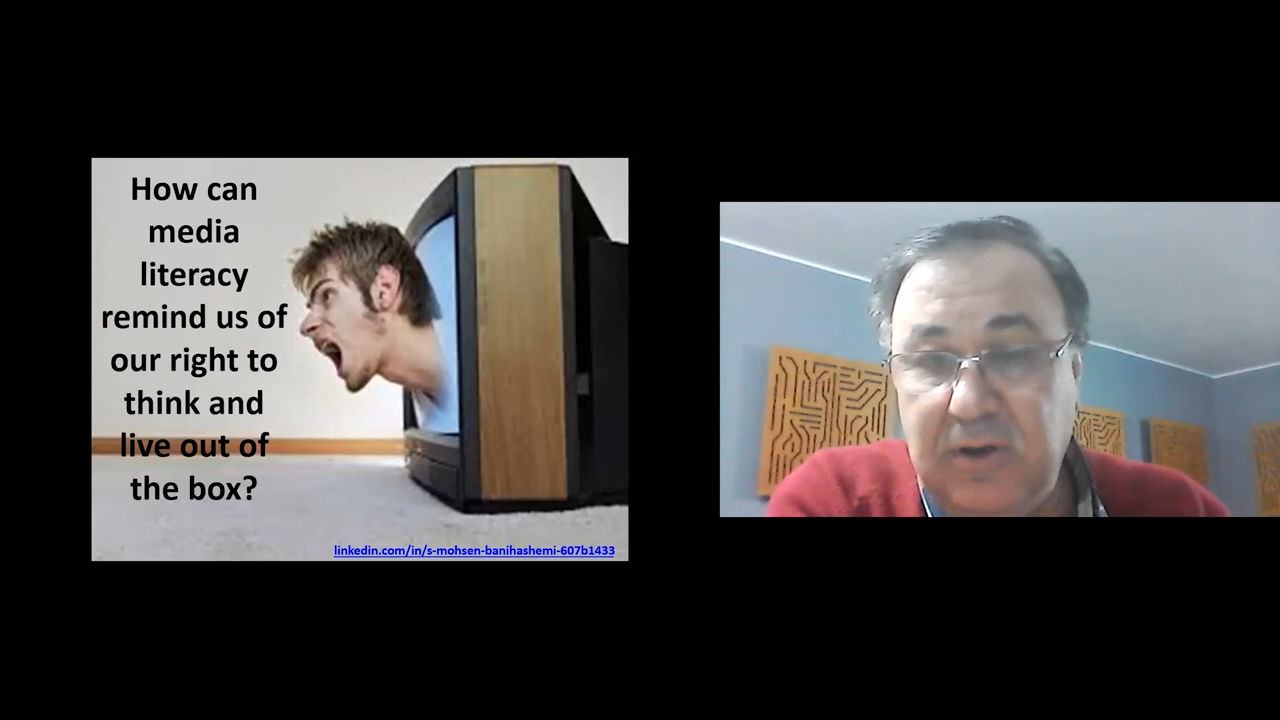 How can
media
literacy
remind us of
our right to
think and
live out of
the box?
linkedin.com/in/s-mohsen-banihashemi-607b1433